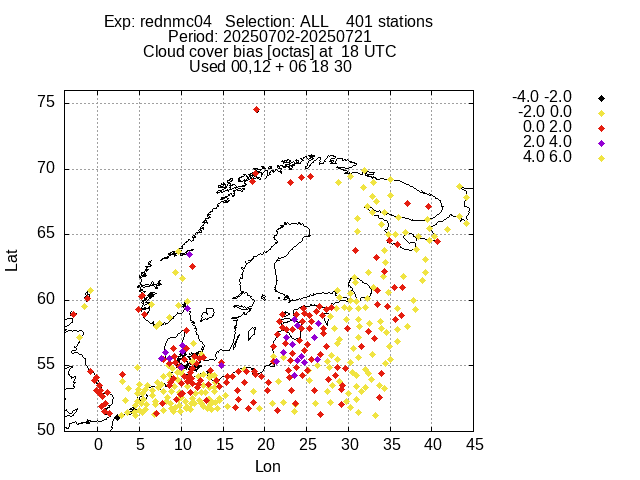 Exp: rednmc04 Selection: ALL 401 stations
Period: 20250702-20250721
Cloud cover bias [octas] at 18 UTC
Used 00,12 + 06 18 30
-4.0 -2.0
-2.0 0.0
0.0 2.0
2.0 4.0
4.0 6.0
75
70
65
60
55
50
Lat
0 5 10 15 20 25 30 35 40 45
Lon